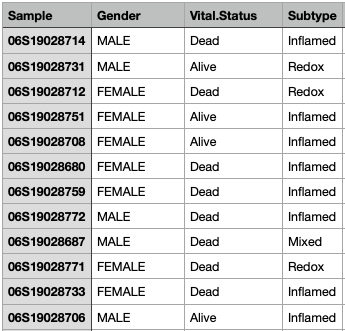 Sample Gender Vital.Status Subtype
06S19028714 MALE Dead Inflamed
06S19028731 MALE Alive Redox
06S19028712 FEMALE Dead Redox
06S19028751 FEMALE Alive Inflamed
06S19028708 FEMALE Alive Inflamed
06S19028680 FEMALE Dead Inflamed
06S19028759 FEMALE Dead Inflamed
06S19028772 MALE Dead Inflamed
06S19028687 MALE Dead Mixed
06S19028771 FEMALE Dead Redox
06S19028733 FEMALE Dead Inflamed
06S19028706 MALE Alive Inflamed